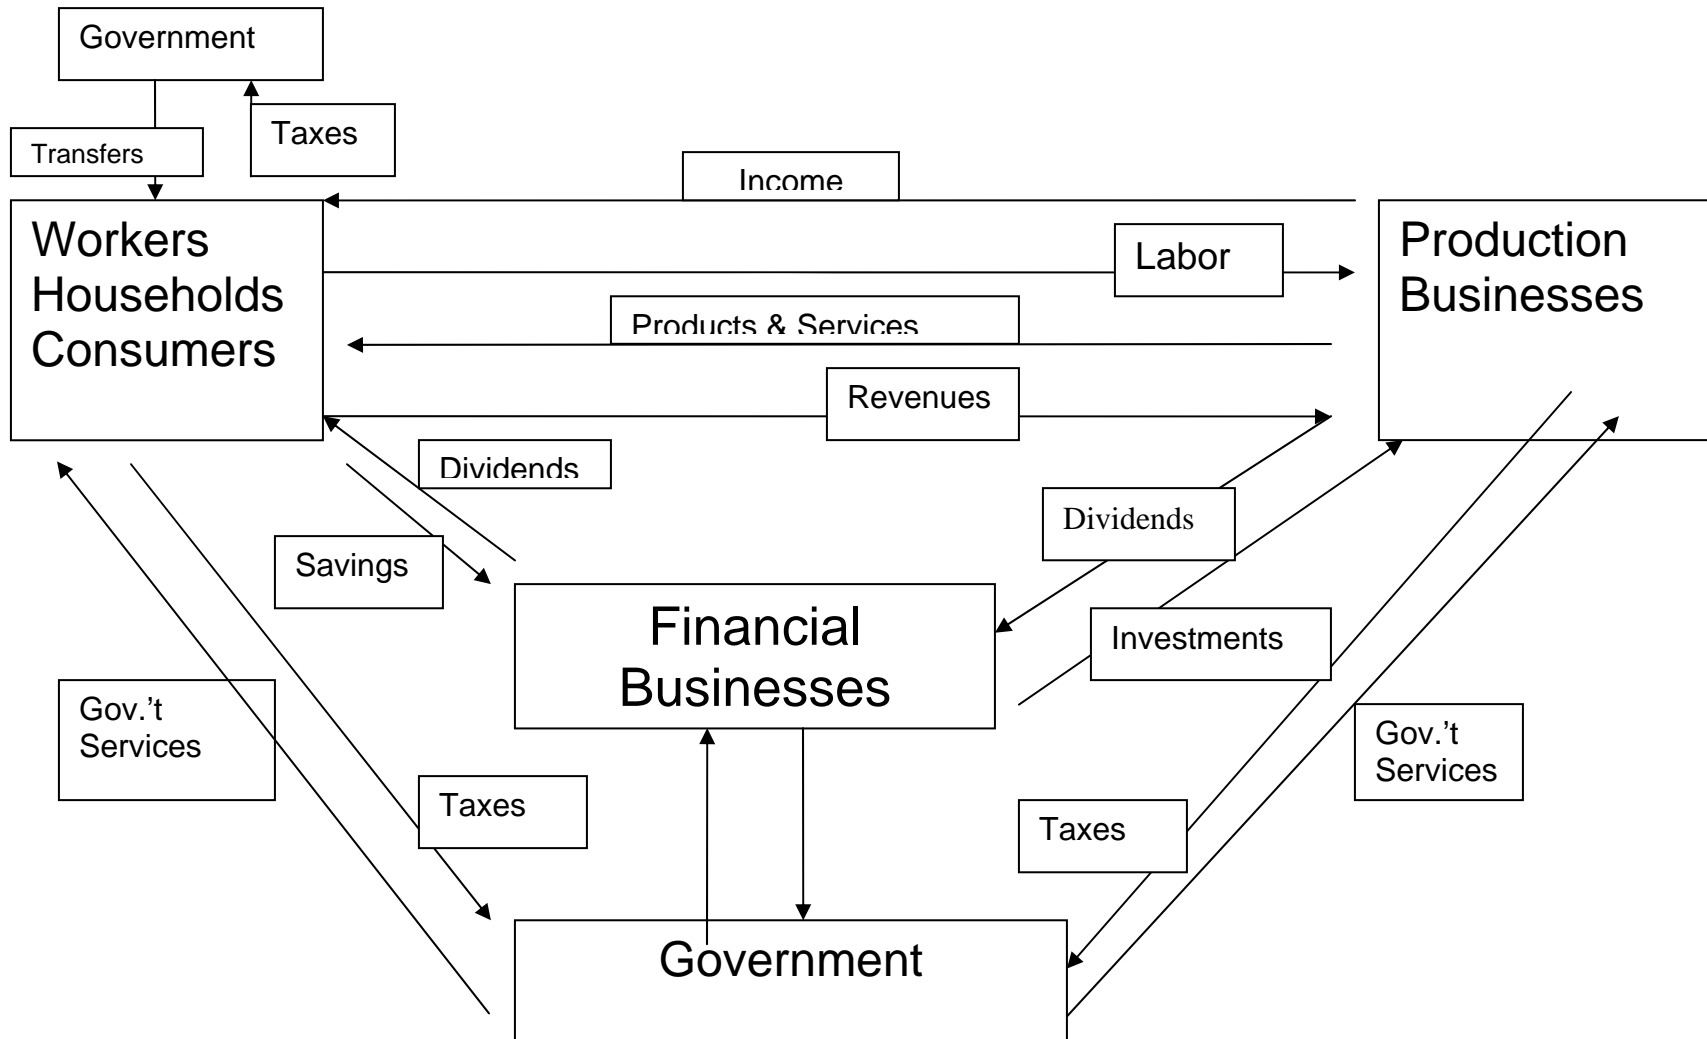 Government
Taxes
Transfers
Income
Workers
Households
Consumers
Labor
Production
Businesses
Products & Services
Revenues
Dividends
Dividends
Savings
Financial
Businesses
Investments
Gov.’t
Services
Gov.’t
Services
Taxes
Taxes
Government